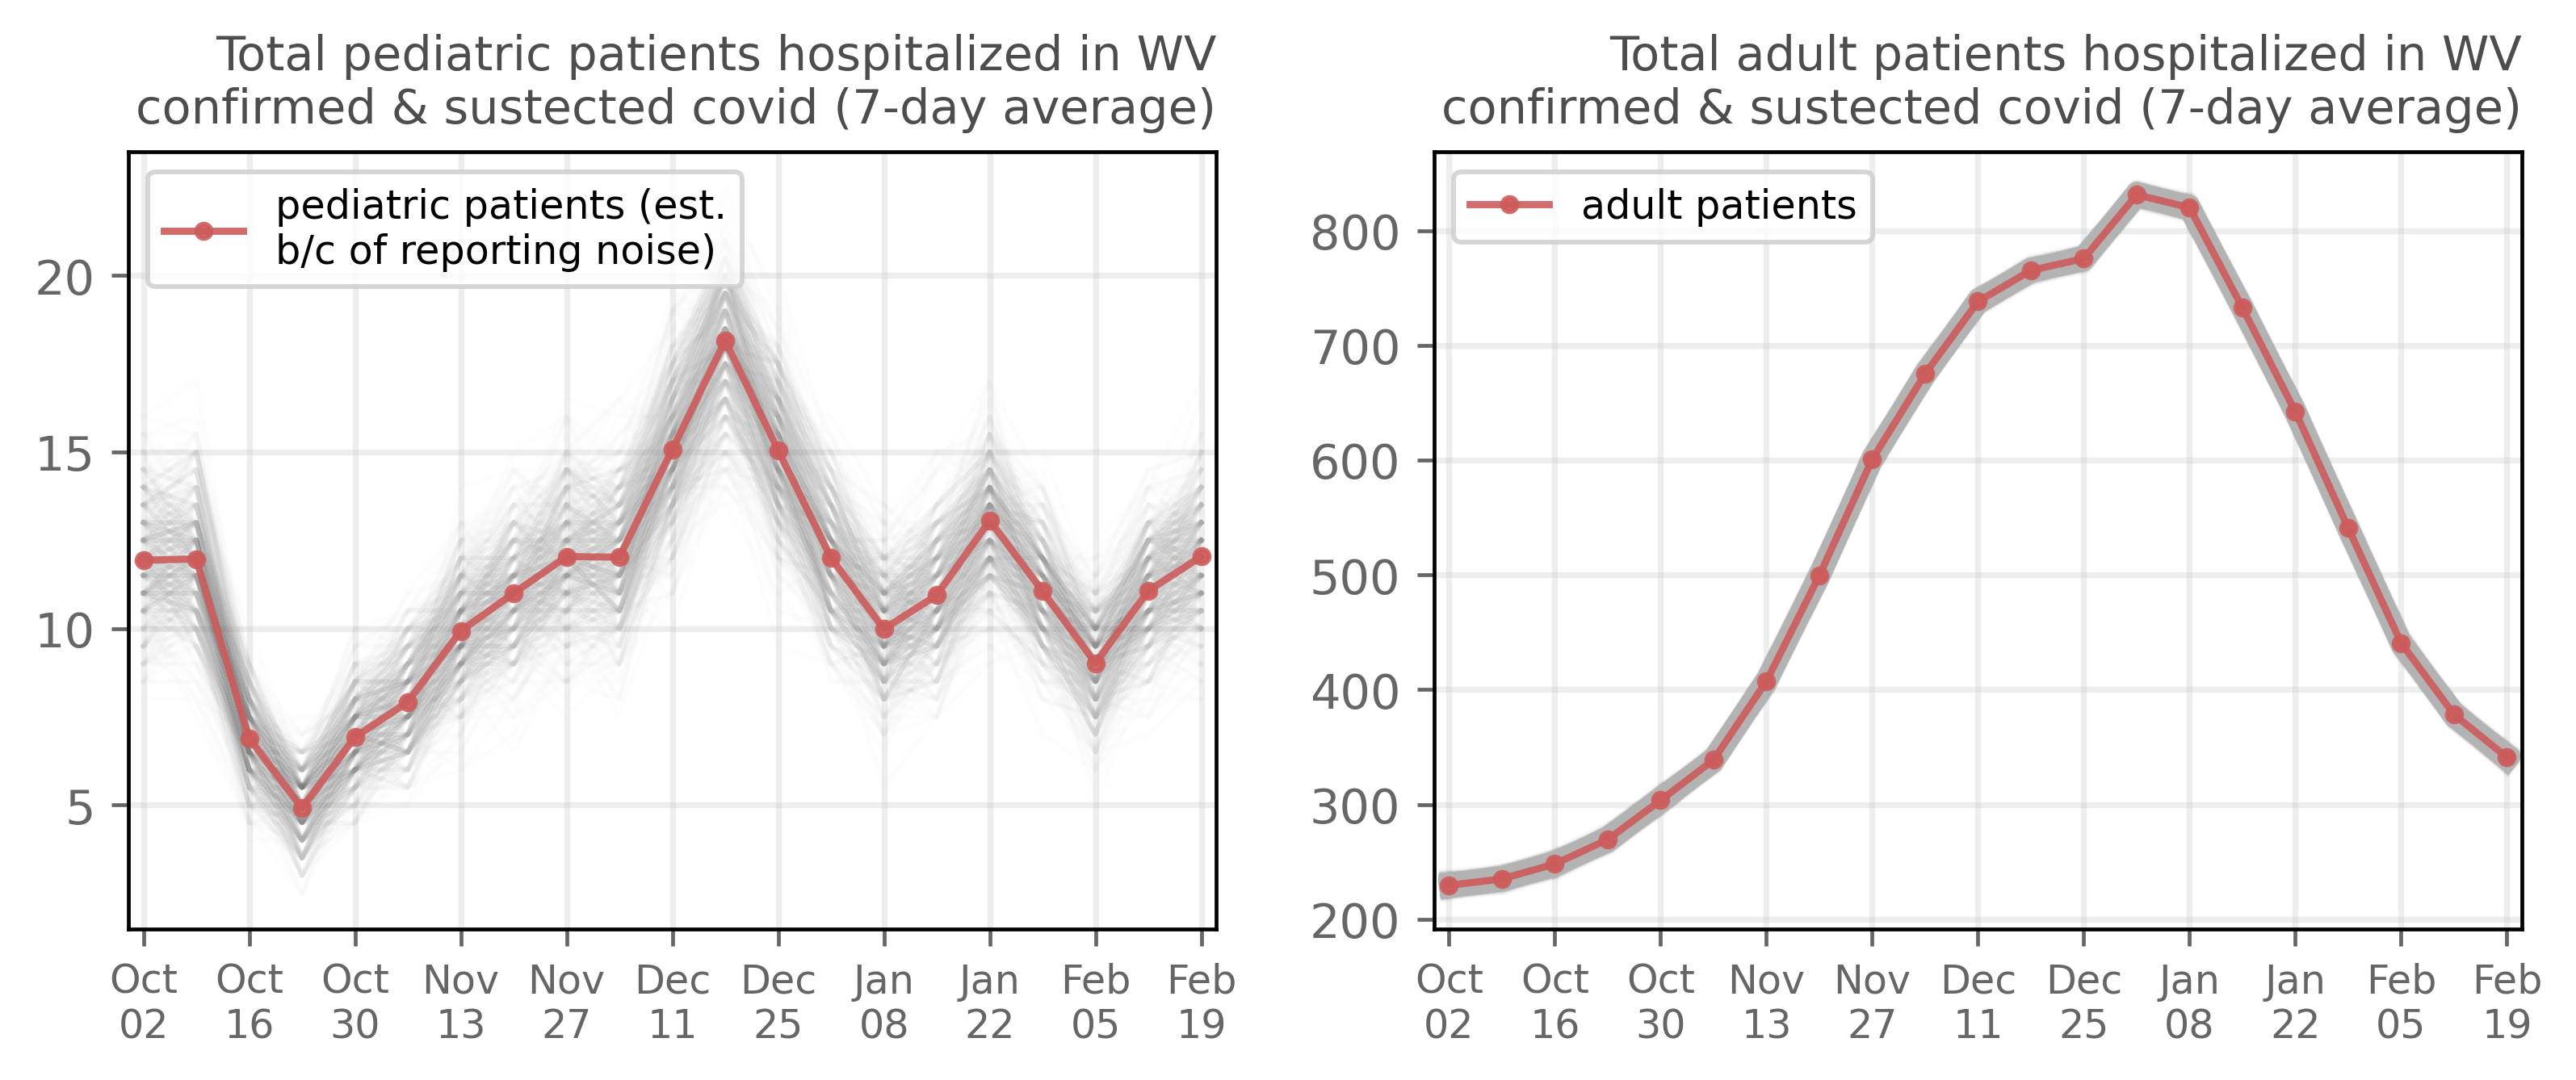 Total pediatric patients hospitalized in WV
confirmed & sustected covid (7-day average)
pediatric patients (est.
b/c of reporting noise)
20
15
10
5
Oct Oct Oct Nov Nov Dec Dec Jan Jan Feb Feb
02 16 30 13 27 11 25 08 22 05 19
Total adult patients hospitalized in WV
confirmed & sustected covid (7-day average)
adult patients
800
700
600
500
400
300
200
Oct Oct Oct Nov Nov Dec Dec Jan Jan Feb Feb
02 16 30 13 27 11 25 08 22 05 19